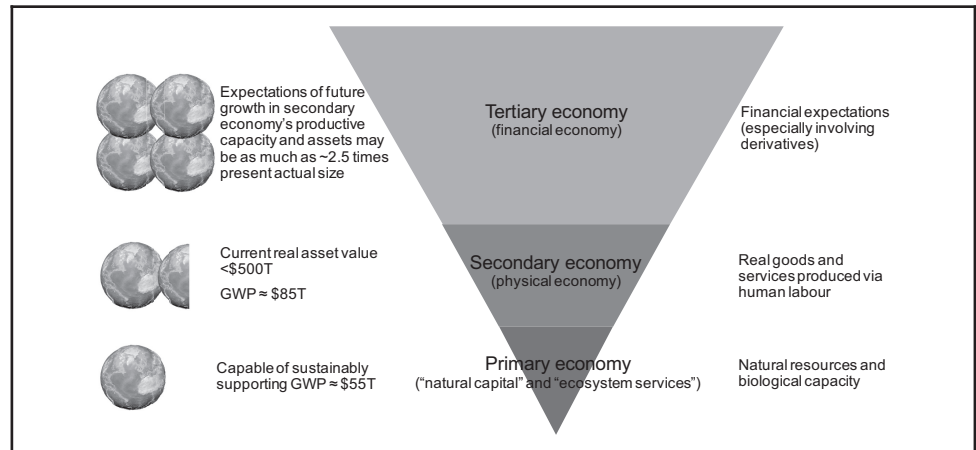 Expectations of future
growth in secondary
economy's productive
capacity and assets may
be as much as ~2.5 times
present actual size
Tertiary economy
(financial economy)
Financial expectations
(especially involving
derivatives)
Current real asset value
<$500T
GWP ≈ $85T
Secondary economy
(physical economy)
Real goods and
services produced via
human labour
Capable of sustainably
supporting GWP ≈ $55T
Primary economy
("natural capital" and "ecosystem services")
Natural resources and
biological capacity